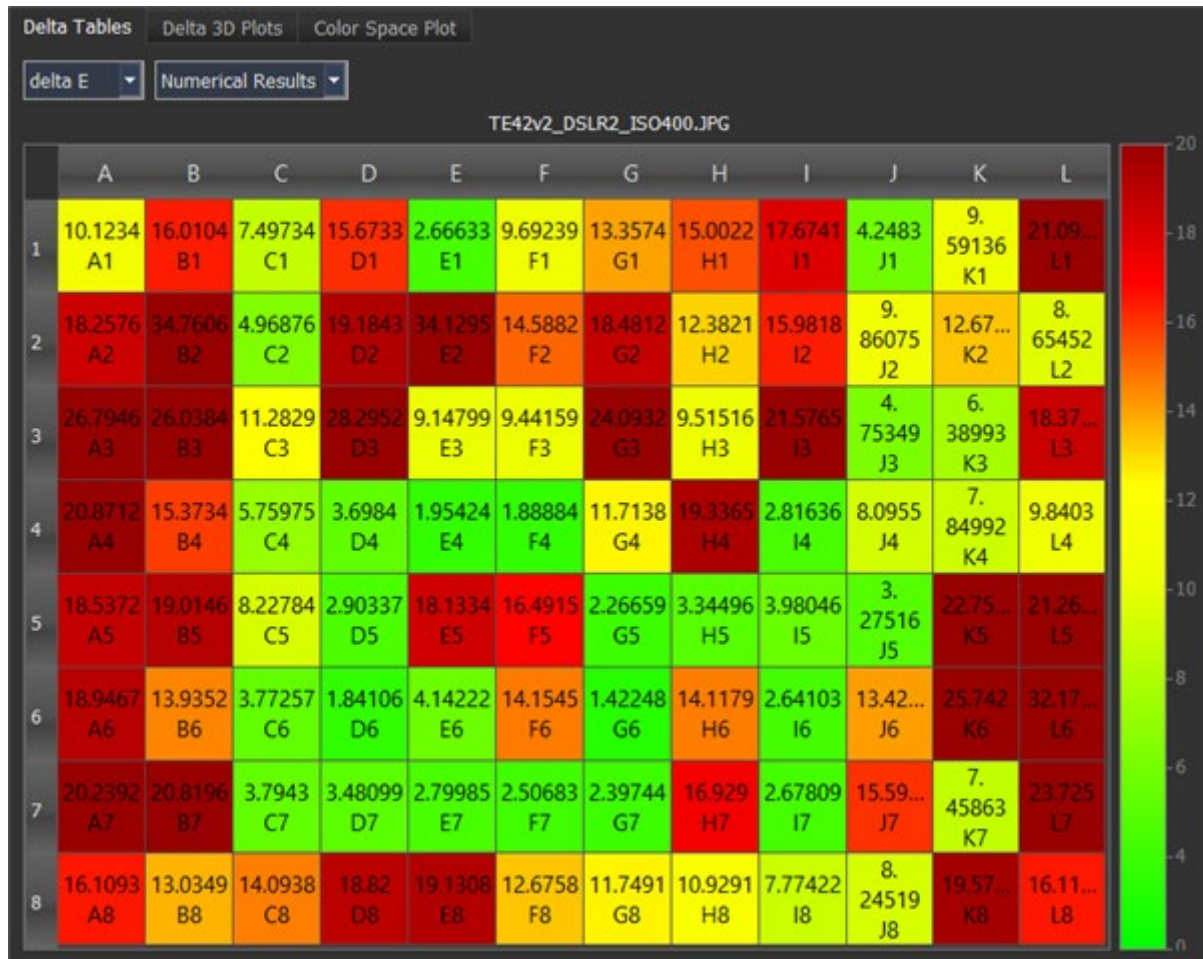 Delta Tables Delta 3D Plots Color Space Plot
delta E Numerical Results
TE42v2_DSLR2_ISO400.JPG
A B C D E F G H I J K L
20
18
16
14
12
10
8
6
4
0
1 10.1234 16.0104 7.49734 15.6733 2.66633 9.69239 13.3574 15.0022 17.6741 4.2483 9. 59136 21.09...
A1 B1 C1 D1 E1 F1 G1 H1 I1 J1 K1 L1
2 18.2576 34.7606 4.96876 19.1843 34.1295 14.5882 18.4812 12.3821 15.9818 9. 86075 12.67... 8. 65452
A2 B2 C2 D2 E2 F2 G2 H2 I2 J2 K2 L2
3 26.7946 26.0384 11.2829 28.2952 9.14799 9.44159 24.0932 9.51516 21.5765 4. 75349 6. 38993 18.37...
A3 B3 C3 D3 E3 F3 G3 H3 I3 J3 K3 L3
4 20.8712 15.3734 5.75975 3.6984 1.95424 1.88884 11.7138 19.3365 2.81636 8.0955 7. 84992 9.8403
A4 B4 C4 D4 E4 F4 G4 H4 I4 J4 K4 L4
5 18.5372 19.0146 8.22784 2.90337 18.1334 16.4915 2.26659 3.34496 3.98046 3. 27516 22.75... 21.26...
A5 B5 C5 D5 E5 F5 G5 H5 I5 J5 K5 L5
6 18.9467 13.9352 3.77257 1.84106 4.14222 14.1545 1.42248 14.1179 2.64103 13.42... 25.742 32.17...
A6 B6 C6 D6 E6 F6 G6 H6 I6 J6 K6 L6
7 20.2392 20.8196 3.7943 3.48099 2.79985 2.50683 2.39744 16.929 2.67809 15.59... 7. 45863 23.725
A7 B7 C7 D7 E7 F7 G7 H7 I7 J7 K7 L7
8 16.1093 13.0349 14.0938 18.82 19.1308 12.6758 11.7491 10.9291 7.77422 8. 24519 19.57... 16.11...
A8 B8 C8 D8 E8 F8 G8 H8 I8 J8 K8 L8